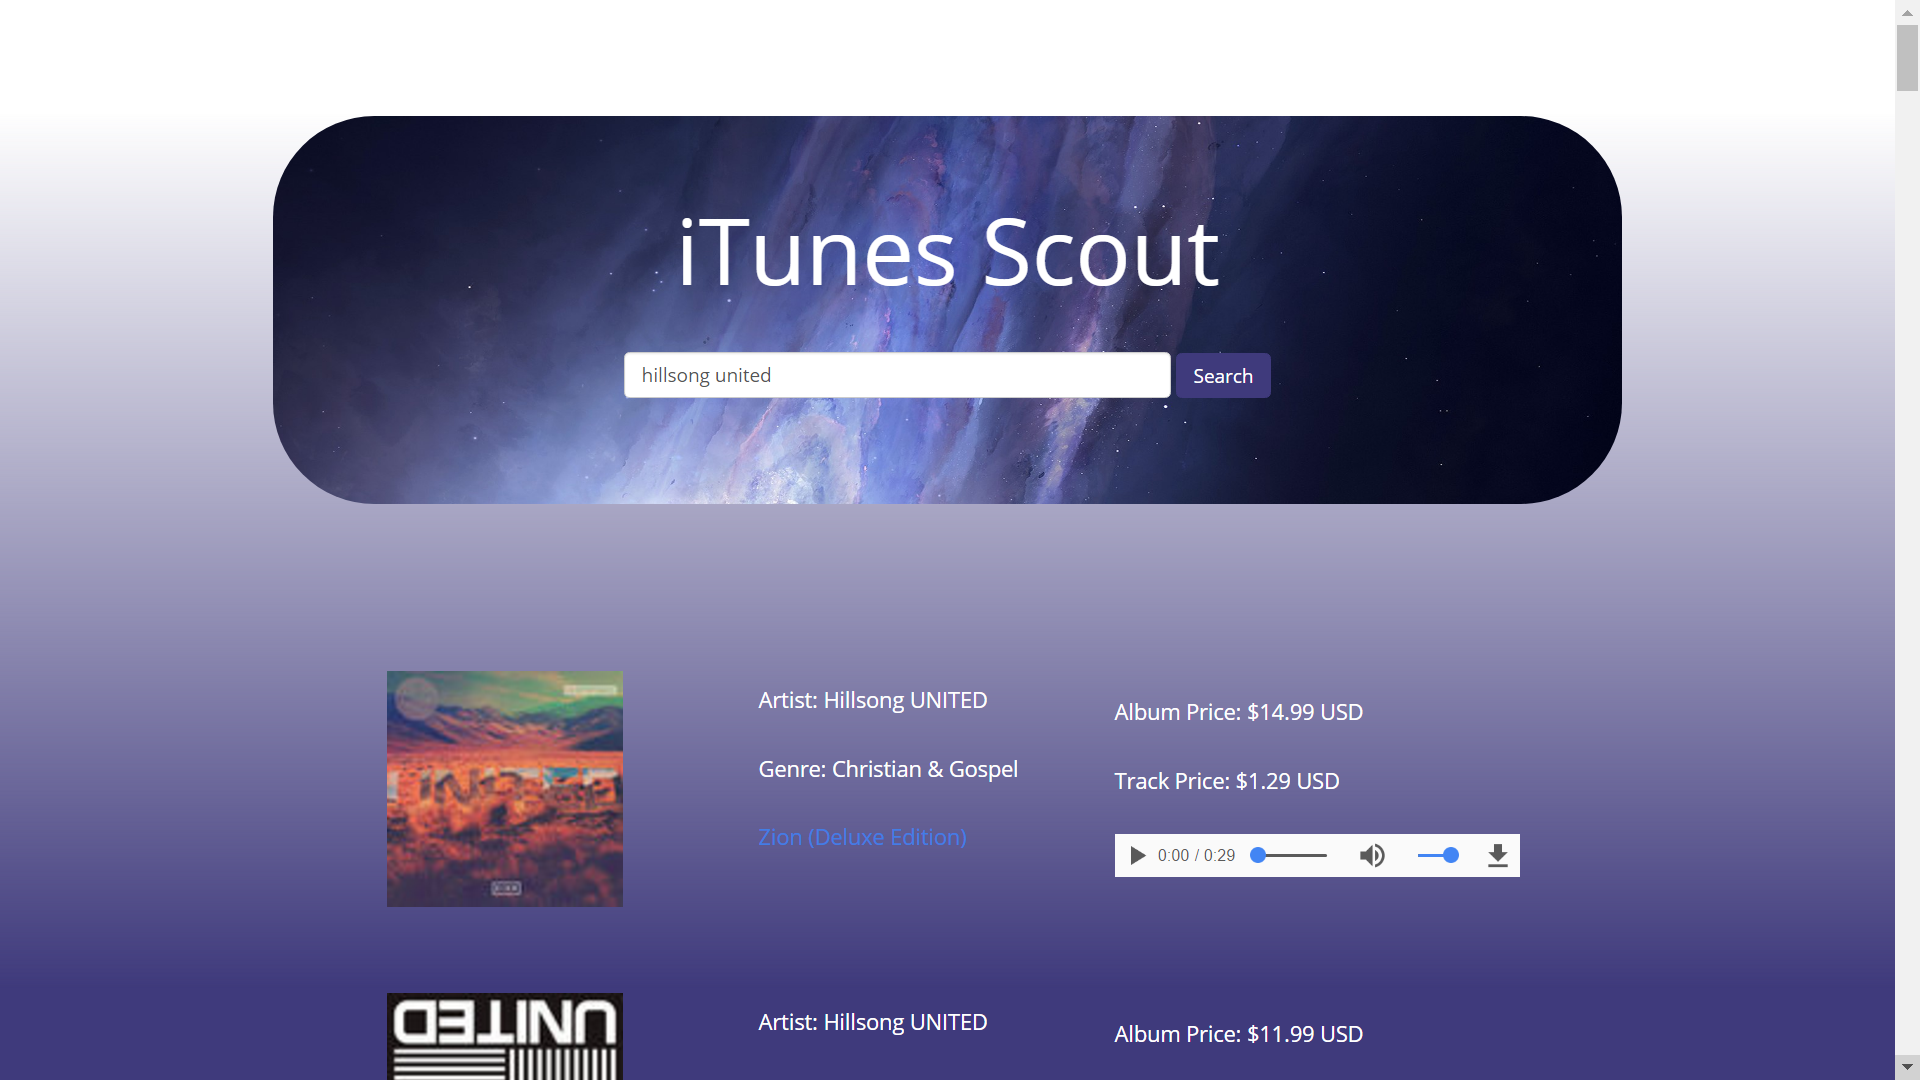 iTunes Scout
hillsong united
Search
UNITED
Artist: Hillsong UNITED
Genre: Christian & Gospel
Zion (Deluxe Edition)
Album Price: $14.99 USD
Track Price: $1.29 USD
0:00 / 0:29
UNITED
Artist: Hillsong UNITED
Album Price: $11.99 USD